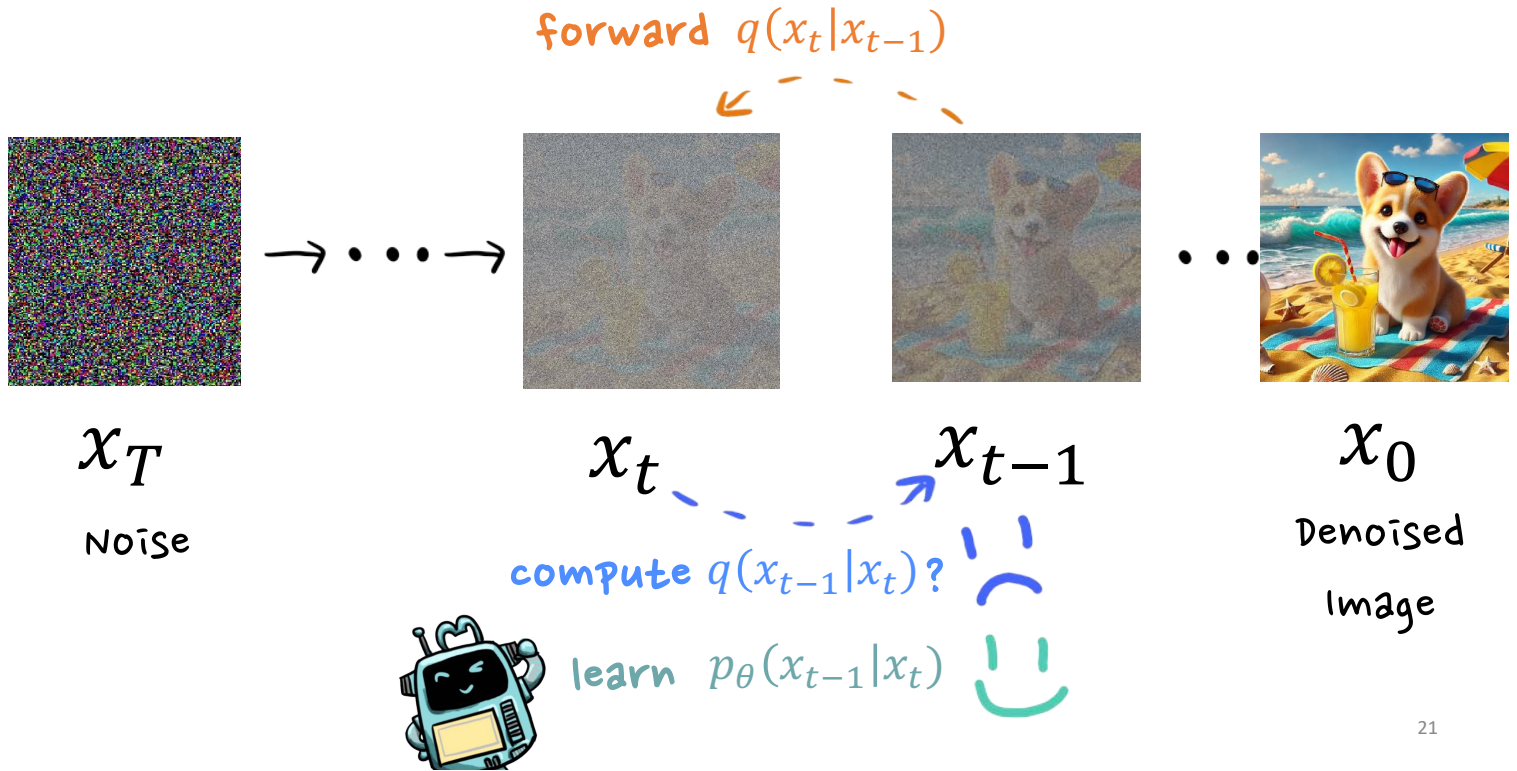 forward q(x_t|x_{t−1})
x_T
x_t
x_{t−1}
x_0
Noise
Denoised
Image
compute q(x_{t−1}|x_t)?
learn p_θ(x_{t−1}|x_t)
21